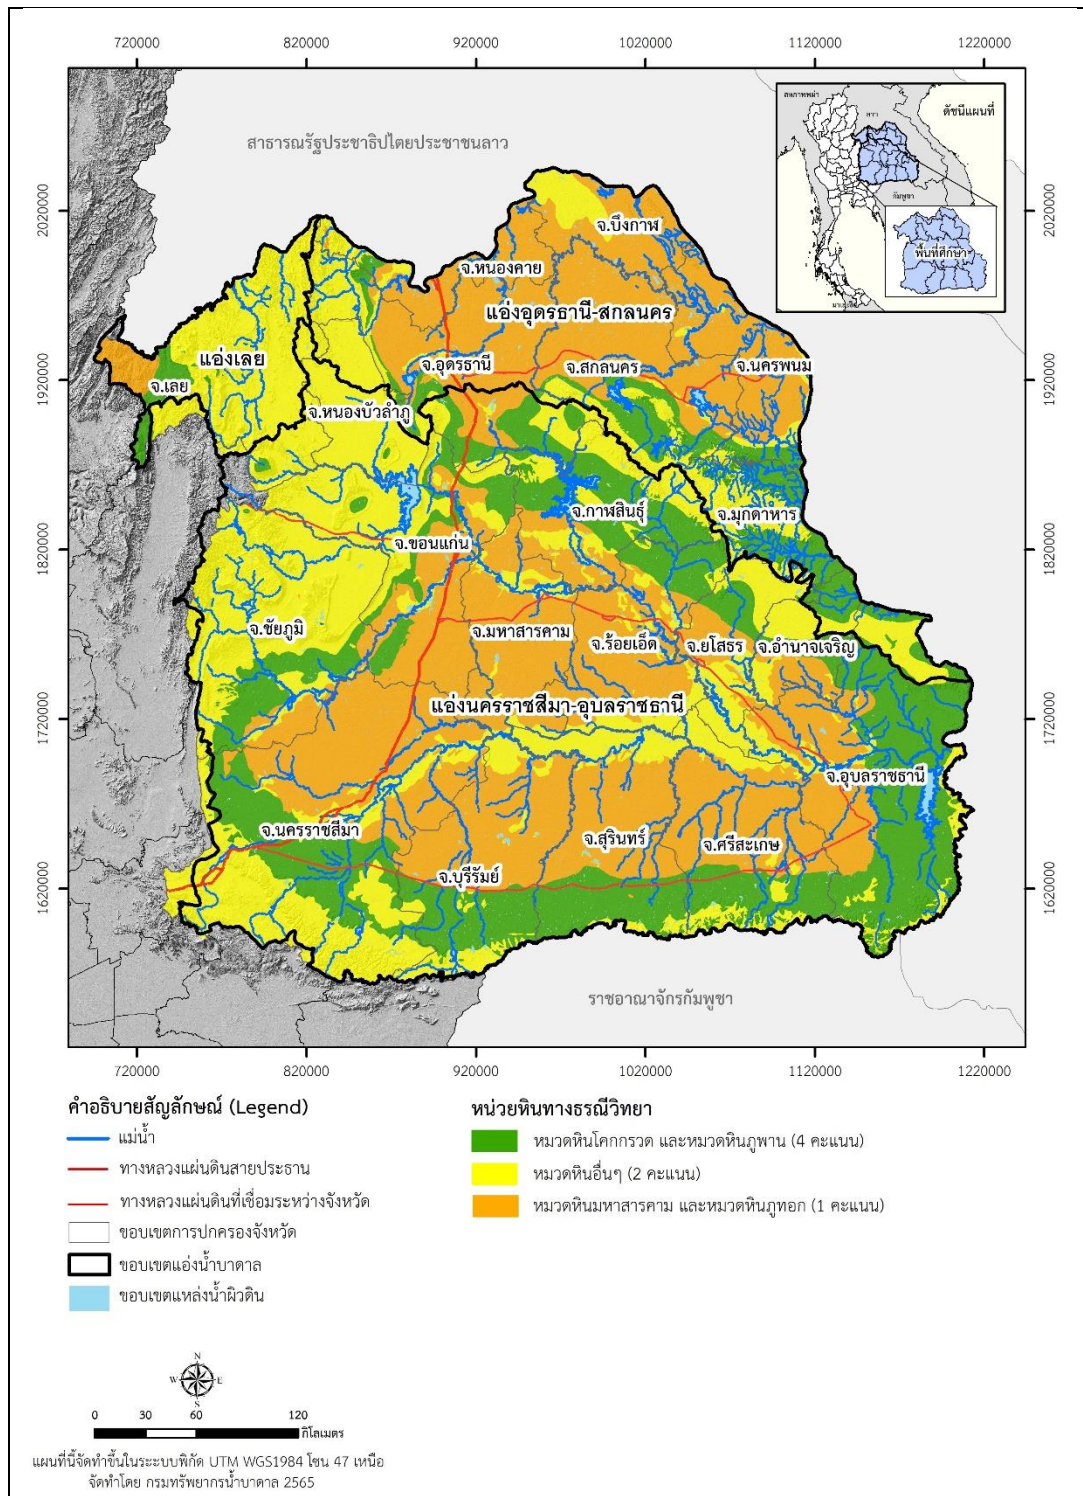 720000 820000 920000 1020000 1120000 1220000
สหภาพพม่า
ลาว
ดัชนีแผนที่
กัมพูชา
พื้นที่ศึกษา
สาธารณรัฐประชาธิปไตยประชาชนลาว
2020000 2020000
จ.บึงกาฬ
จ.หนองคาย
แอ่งอุดรธานี-สกลนคร
แอ่งเลย
จ.อุดรธานี
จ.สกลนคร
จ.นครพนม
1920000 1920000
จ.เลย
จ.หนองบัวลำภู
จ.กาฬสินธุ์
จ.มุกดาหาร
จ.ขอนแก่น
1820000 1820000
จ.ชัยภูมิ
จ.มหาสารคาม
จ.ร้อยเอ็ด
จ.ยโสธร
จ.อำนาจเจริญ
แอ่งนครราชสีมา-อุบลราชธานี
1720000 1720000
จ.อุบลราชธานี
จ.นครราชสีมา
จ.สุรินทร์
จ.ศรีสะเกษ
จ.บุรีรัมย์
1620000 1620000
ราชอาณาจักรกัมพูชา
720000 820000 920000 1020000 1120000 1220000
คำอธิบายสัญลักษณ์ (Legend)
แม่น้ำ
ทางหลวงแผ่นดินสายประธาน
ทางหลวงแผ่นดินที่เชื่อมระหว่างจังหวัด
ขอบเขตการปกครองจังหวัด
ขอบเขตแอ่งน้ำบาดาล
ขอบเขตแหล่งน้ำผิวดิน
หน่วยหินทางธรณีวิทยา
หมวดหินโคกกรวด และหมวดหินภูพาน (4 คะแนน)
หมวดหินอื่นๆ (2 คะแนน)
หมวดหินมหาสารคาม และหมวดหินภูทอก (1 คะแนน)
N
W E
S
0 30 60 120
กิโลเมตร
แผนที่นี้จัดทำขึ้นในระะบบพิกัด UTM WGS1984 โซน 47 เหนือ
จัดทำโดย กรมทรัพยากรน้ำบาดาล 2565